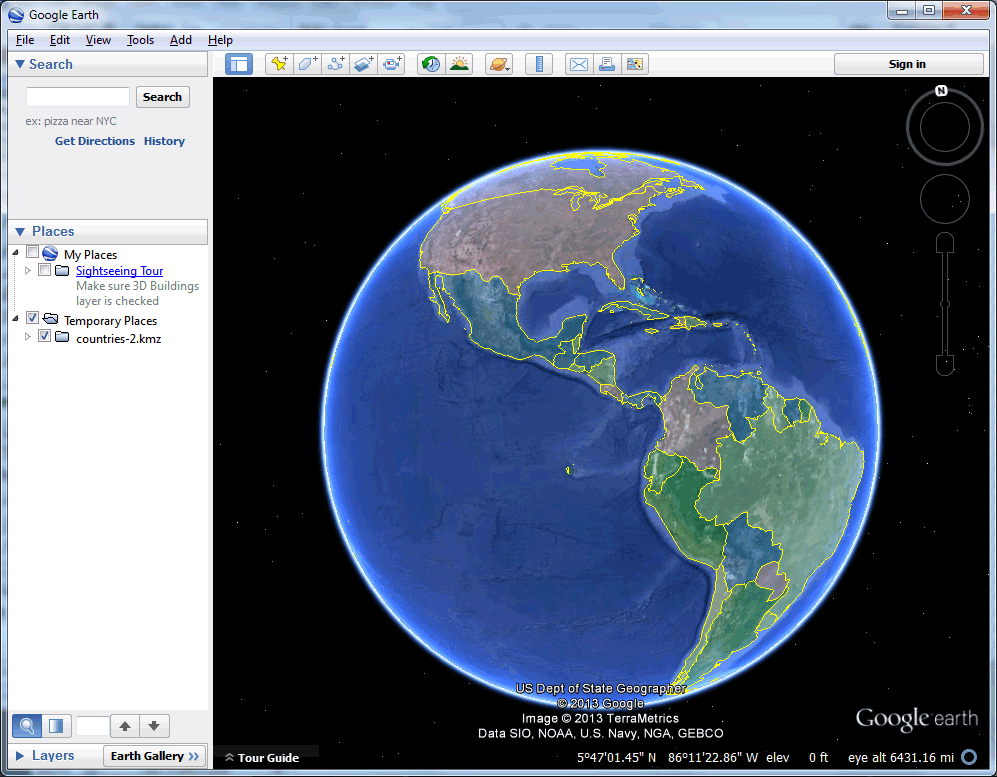 Google Earth
File Edit View Tools Add Help
Search
Sign in
Search
ex: pizza near NYC
Get Directions History
N
Places
My Places
Sightseeing Tour
Make sure 3D Buildings
layer is checked
Temporary Places
countries-2.kmz
US Dept of State Geographer
© 2013 Google
Image © 2013 TerraMetrics
Data SIO, NOAA, U.S. Navy, NGA, GEBCO
Google earth
Layers
Earth Gallery >>
Tour Guide
5°47'01.45" N 86°11'22.86" W elev 0 ft eye alt 6431.16 mi